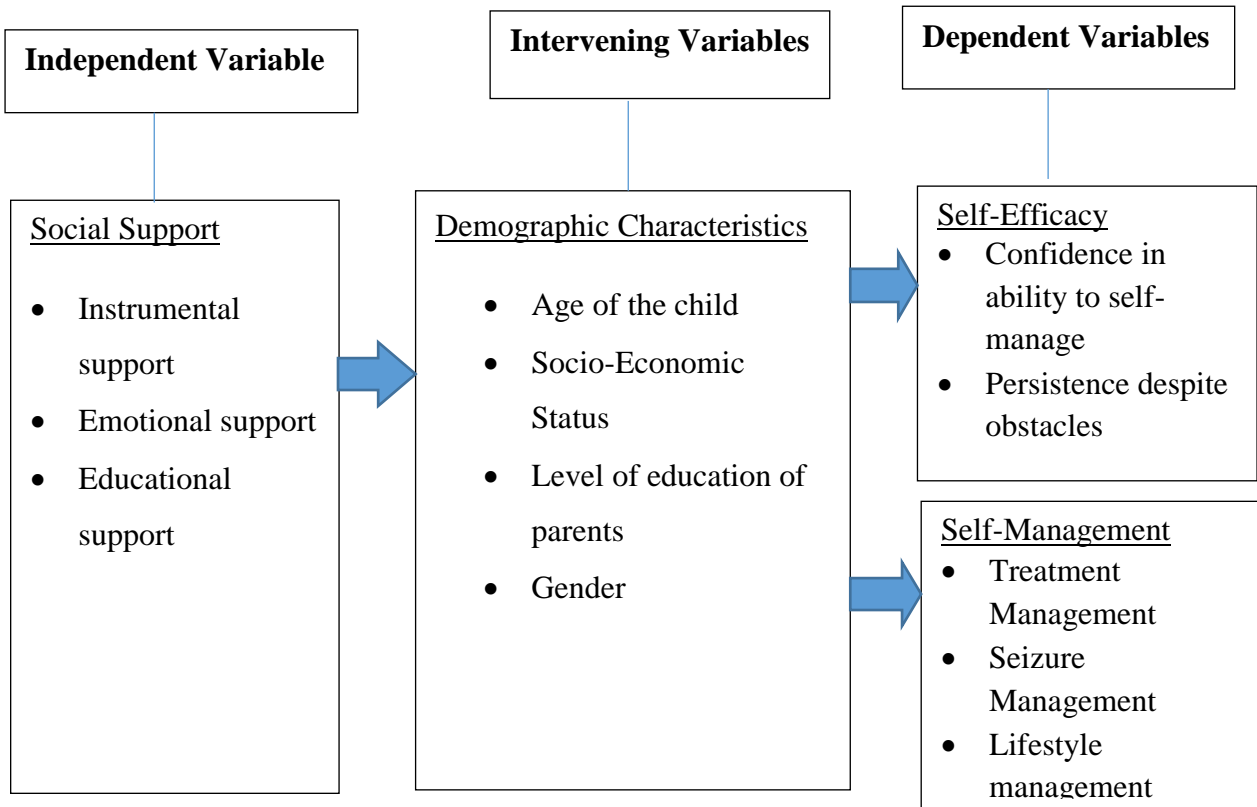 Independent Variable
Intervening Variables
Dependent Variables
Social Support
• Instrumental
support
• Emotional support
• Educational
support
Demographic Characteristics
• Age of the child
• Socio-Economic
Status
• Level of education of
parents
• Gender
Self-Efficacy
• Confidence in
ability to self-
manage
• Persistence despite
obstacles
Self-Management
• Treatment
Management
• Seizure
Management
• Lifestyle
management